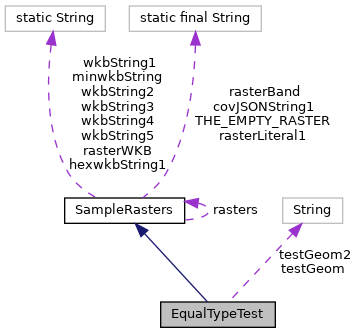 static String
static final String
wkbString1
minwkbString
wkbString2
wkbString3
wkbString4
wkbString5
rasterWKB
hexwkbString1
rasterBand
covJSONString1
THE_EMPTY_RASTER
rasterLiteral1
SampleRasters
rasters
String
testGeom2
testGeom
EqualTypeTest